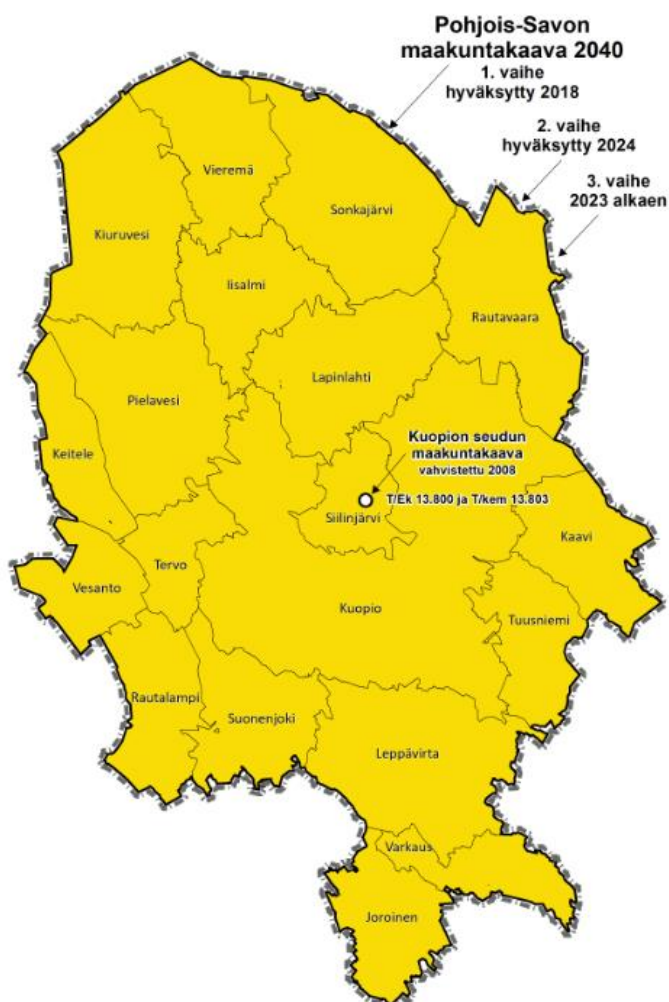 Pohjois-Savon
maakuntakaava 2040
1. vaihe
hyväksytty 2018
2. vaihe
hyväksytty 2024
3. vaihe
2023 alkaen
Vieremä
Sonkajärvi
Kiuruvesi
Iisalmi
Rautavaara
Lapinlahti
Pielavesi
Keitele
Kuopion seudun
maakuntakaava
vahvistettu 2008
T/Ek 13.800 ja T/kem 13.803
Siilinjärvi
Kaavi
Tervo
Vesanto
Kuopio
Tuusniemi
Rautalampi
Suonenjoki
Leppävirta
Varkaus
Joroinen